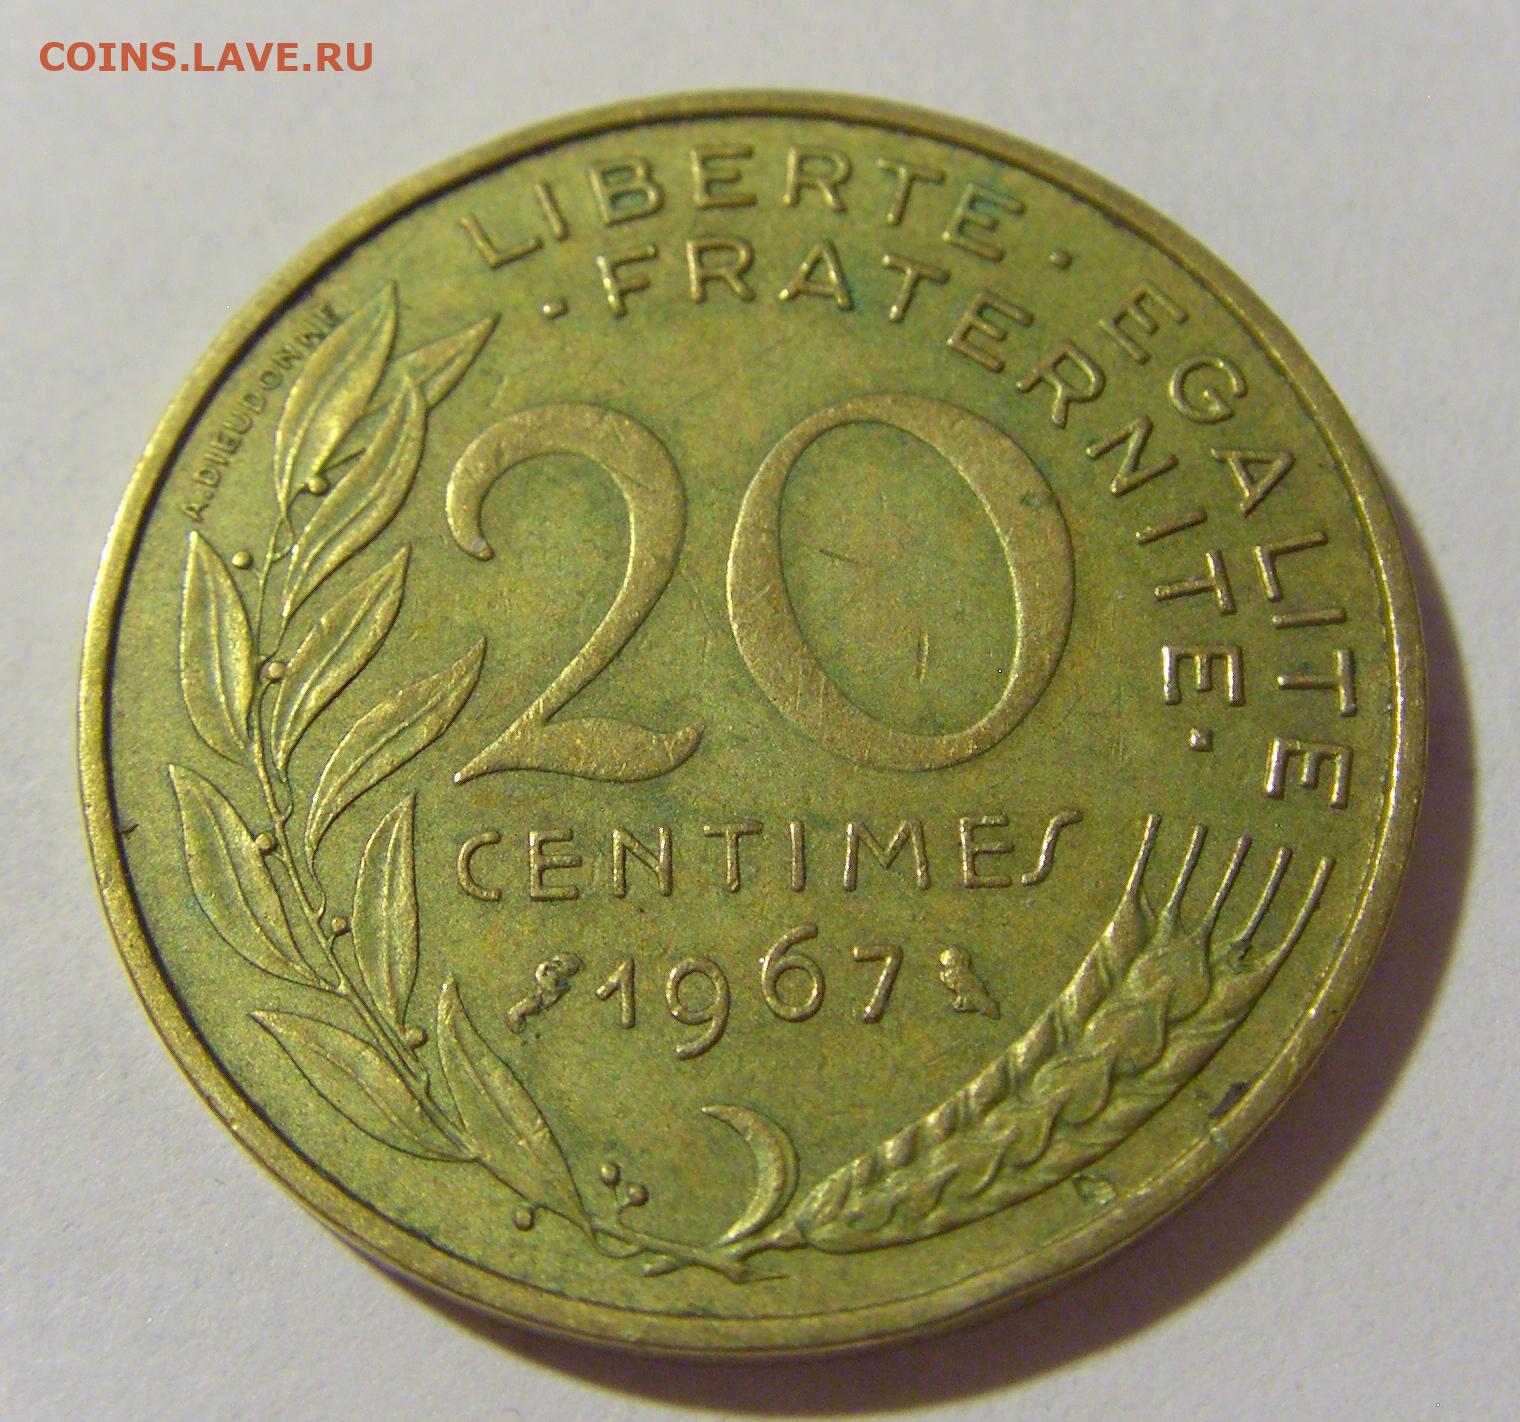 COINS.LAVE.RU
LIBERTE · EGALITE
· FRATERNITE ·
A. DIEUDONNE
20
CENTIMES
1967